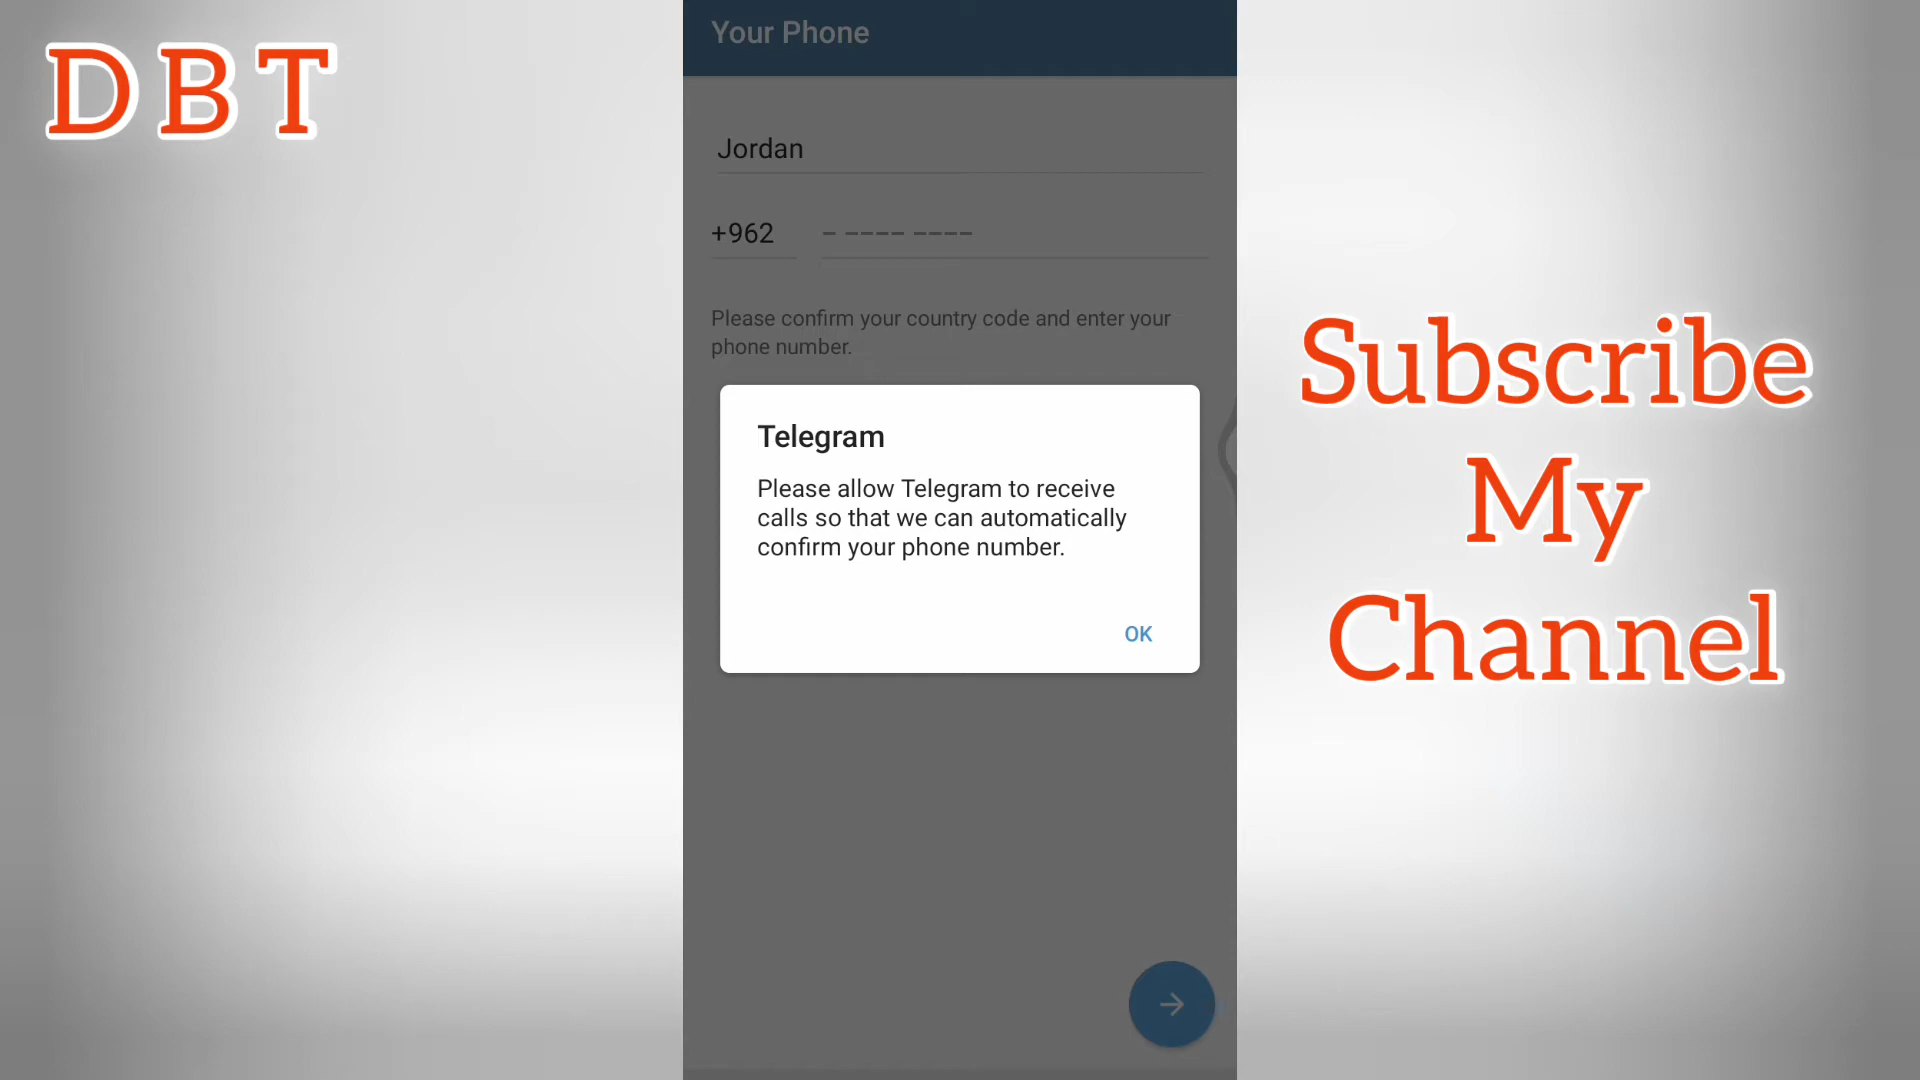 D B T
Your Phone
Jordan
+962
Please confirm your country code and enter your
phone number.
Telegram
Please allow Telegram to receive
calls so that we can automatically
confirm your phone number.
OK
Subscribe
My
Channel